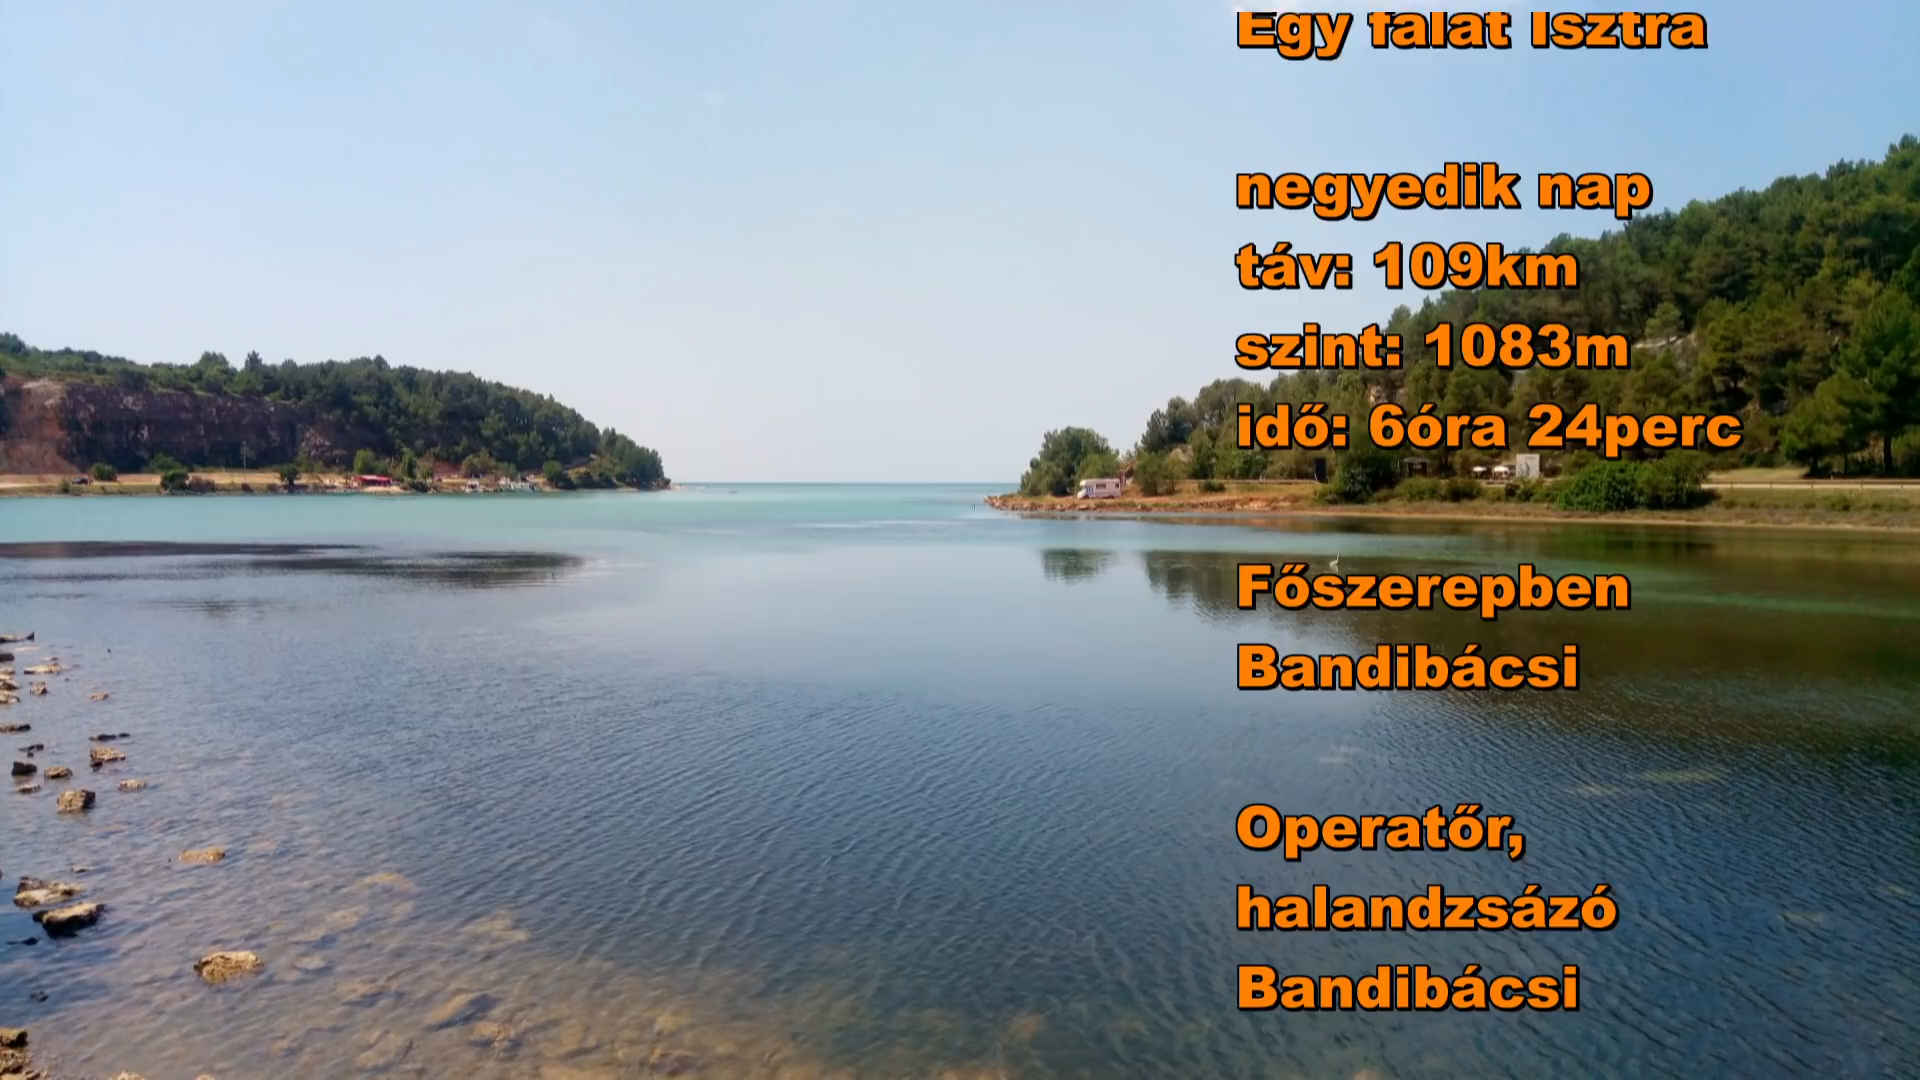 Egy falat Isztra
negyedik nap
táv: 109km
szint: 1083m
idő: 6óra 24perc
Főszerepben
Bandibácsi
Operatőr,
halandzsázó
Bandibácsi